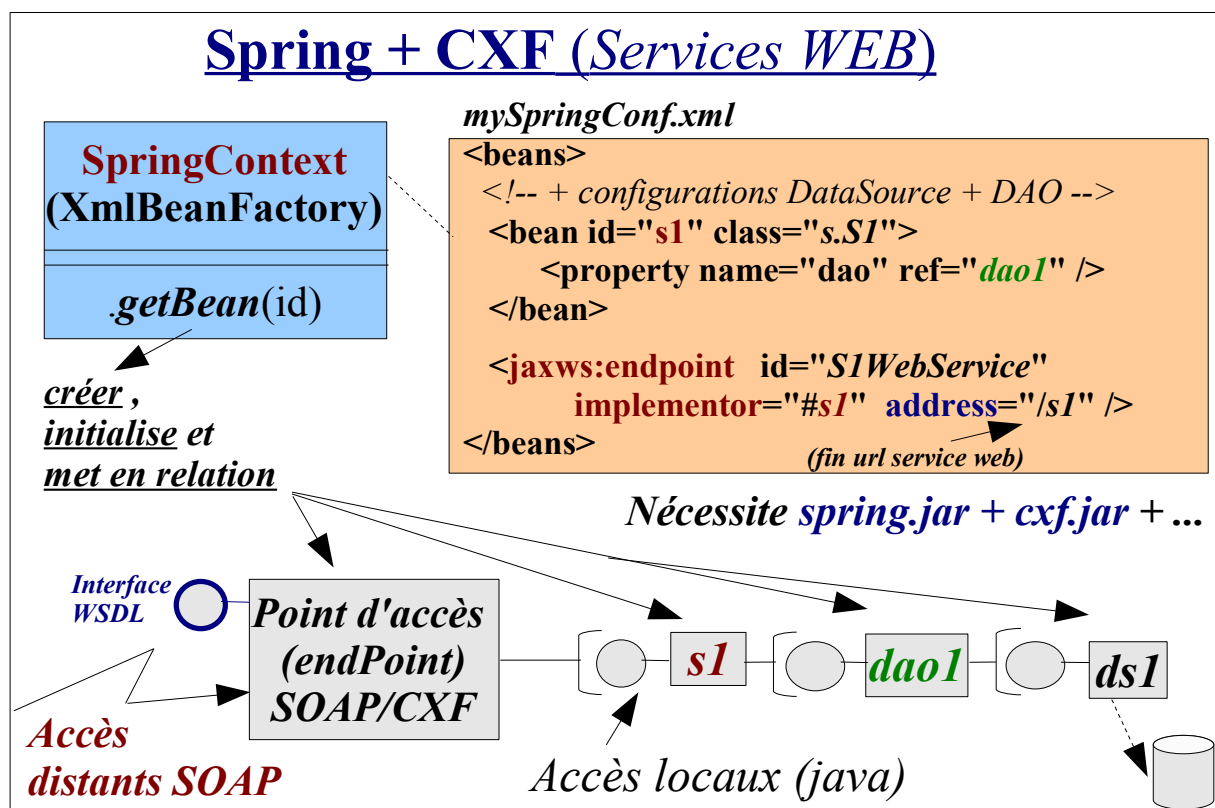 Spring + CXF (Services WEB)
mySpringConf.xml
SpringContext
(XmlBeanFactory)
.getBean(id)
<beans>
<!-- + configurations DataSource + DAO -->
<bean id="s1" class="s.S1">
<property name="dao" ref="dao1" />
</bean>
<jaxws:endpoint id="S1WebService"
implementor="#s1" address="/s1" />
</beans>
(fin url service web)
créer ,
initialise et
met en relation
Nécessite spring.jar + cxf.jar + ...
Interface
WSDL
Point d'accès
(endPoint)
SOAP/CXF
s1
dao1
ds1
Accès
distants SOAP
Accès locaux (java)